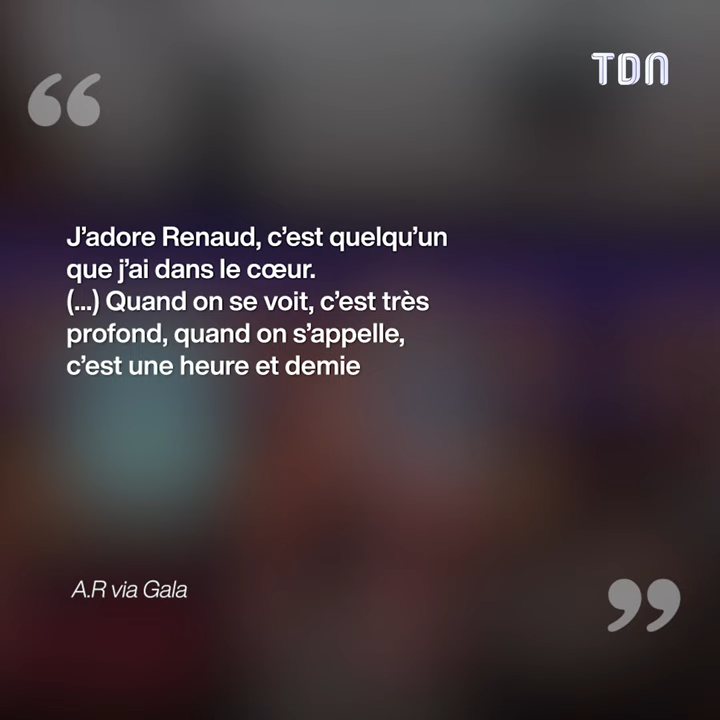 TDN
“
J’adore Renaud, c’est quelqu’un
que j’ai dans le cœur.
(...) Quand on se voit, c’est très
profond, quand on s’appelle,
c’est une heure et demie
A.R via Gala
”